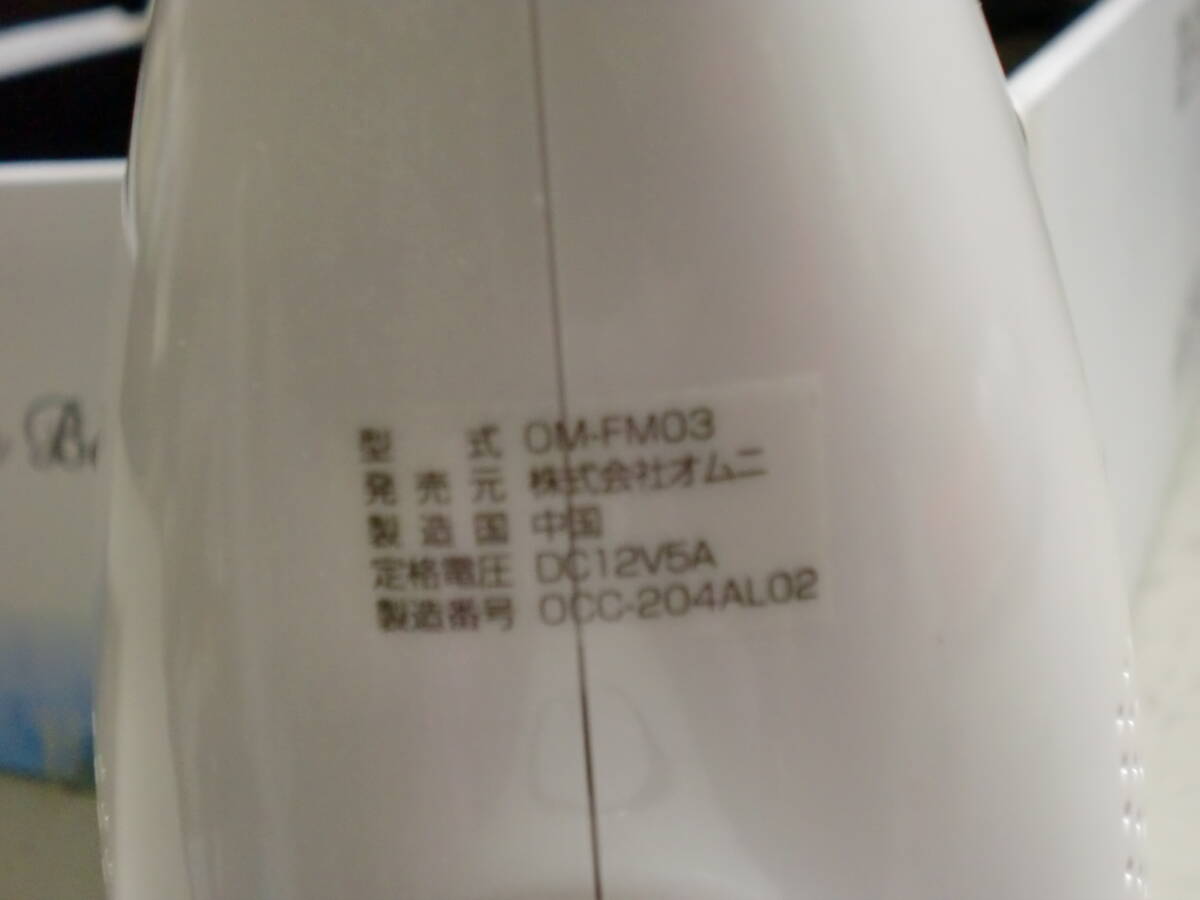 型式 OM-FM03
発売元 株式会社オムニ
製造国 中国
定格電圧 DC12V5A
製造番号 OCC-204AL02